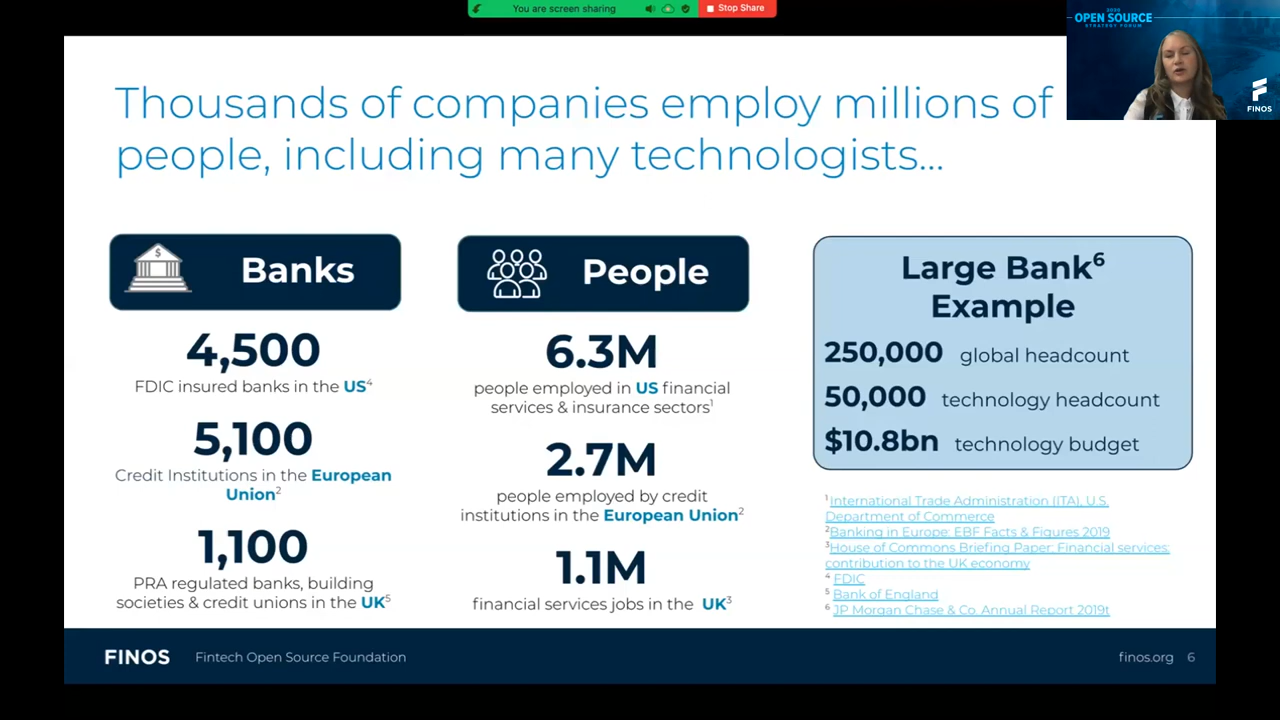 You are screen sharing
Stop Share
2020
OPEN SOURCE
STRATEGY FORUM
FINOS
Thousands of companies employ millions of
people, including many technologists...
Banks
4,500
FDIC insured banks in the US4
5,100
Credit Institutions in the European
Union2
1,100
PRA regulated banks, building
societies & credit unions in the UK5
People
6.3M
people employed in US financial
services & insurance sectors1
2.7M
people employed by credit
institutions in the European Union2
1.1M
financial services jobs in the UK3
Large Bank6
Example
250,000 global headcount
50,000 technology headcount
$10.8bn technology budget
1 International Trade Administration (ITA), U.S.
Department of Commerce
2Banking in Europe: EBF Facts & Figures 2019
3House of Commons Briefing Paper: Financial services:
contribution to the UK economy
4 FDIC
5 Bank of England
6 JP Morgan Chase & Co. Annual Report 2019t
FINOS Fintech Open Source Foundation
finos.org 6